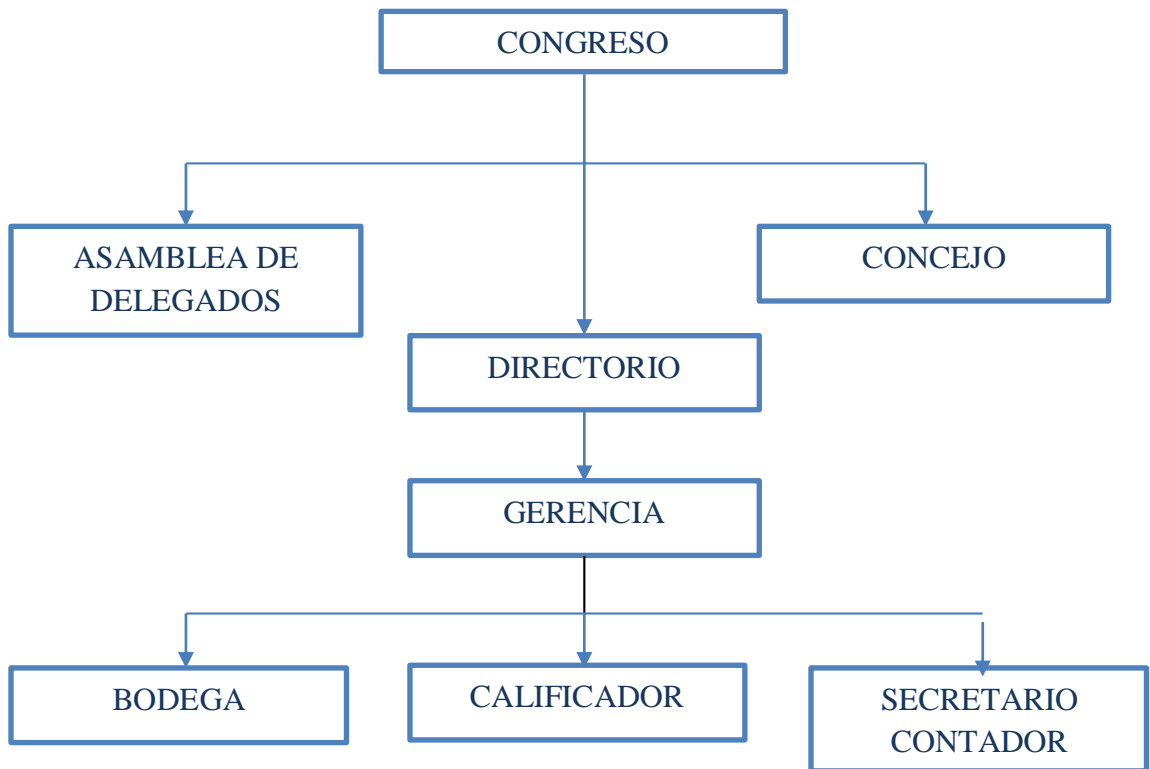 CONGRESO
ASAMBLEA DE
DELEGADOS
CONCEJO
DIRECTORIO
GERENCIA
BODEGA
CALIFICADOR
SECRETARIO
CONTADOR